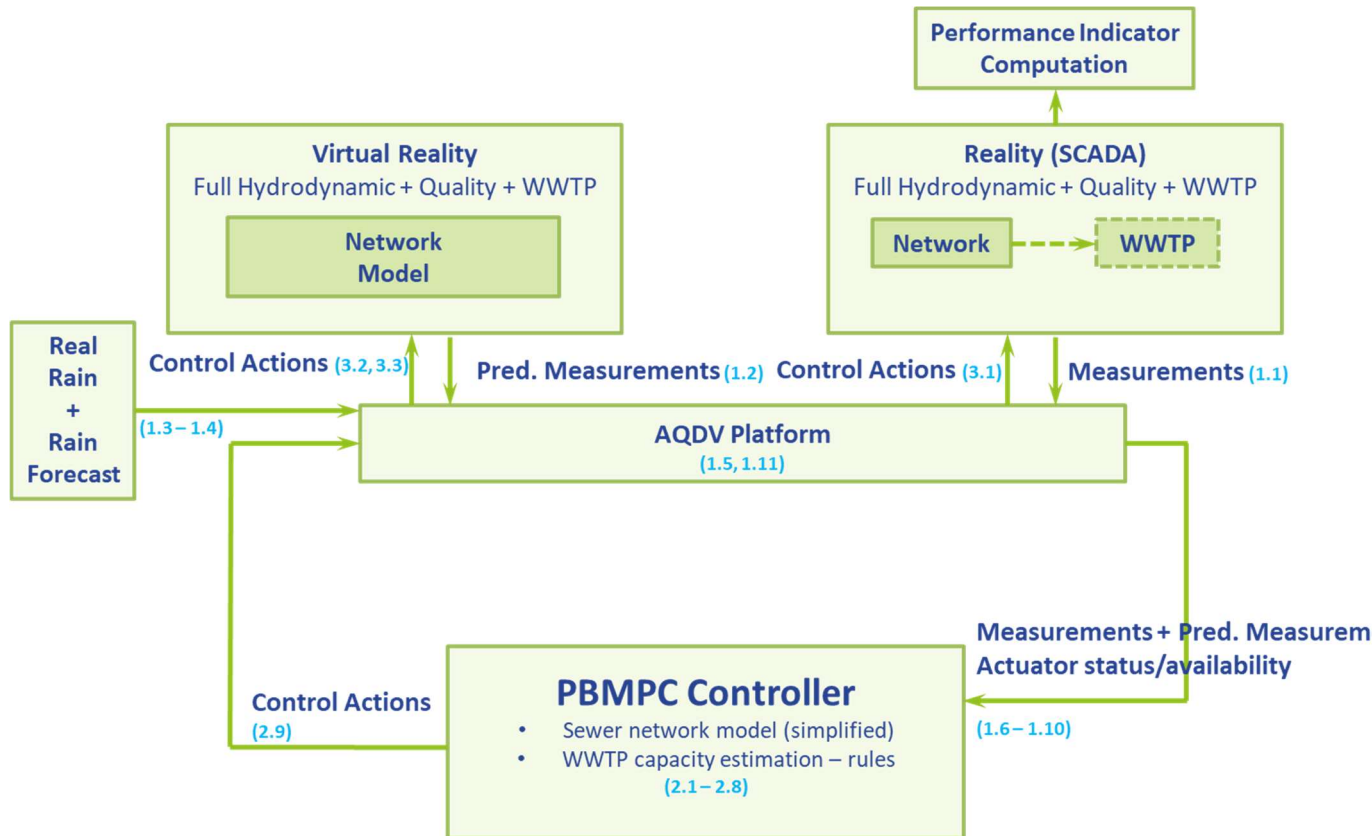 Performance Indicator
Computation
Virtual Reality
Full Hydrodynamic + Quality + WWTP
Network
Model
Reality (SCADA)
Full Hydrodynamic + Quality + WWTP
Network
WWTP
Real
Rain
+
Rain
Forecast
Control Actions (3.2, 3.3)
Pred. Measurements (1.2)
Control Actions (3.1)
Measurements (1.1)
(1.3 – 1.4)
AQDV Platform
(1.5, 1.11)
Measurements + Pred. Measurem
Actuator status/availability
(1.6 – 1.10)
Control Actions
(2.9)
PBMPC Controller
• Sewer network model (simplified)
• WWTP capacity estimation – rules
(2.1 – 2.8)